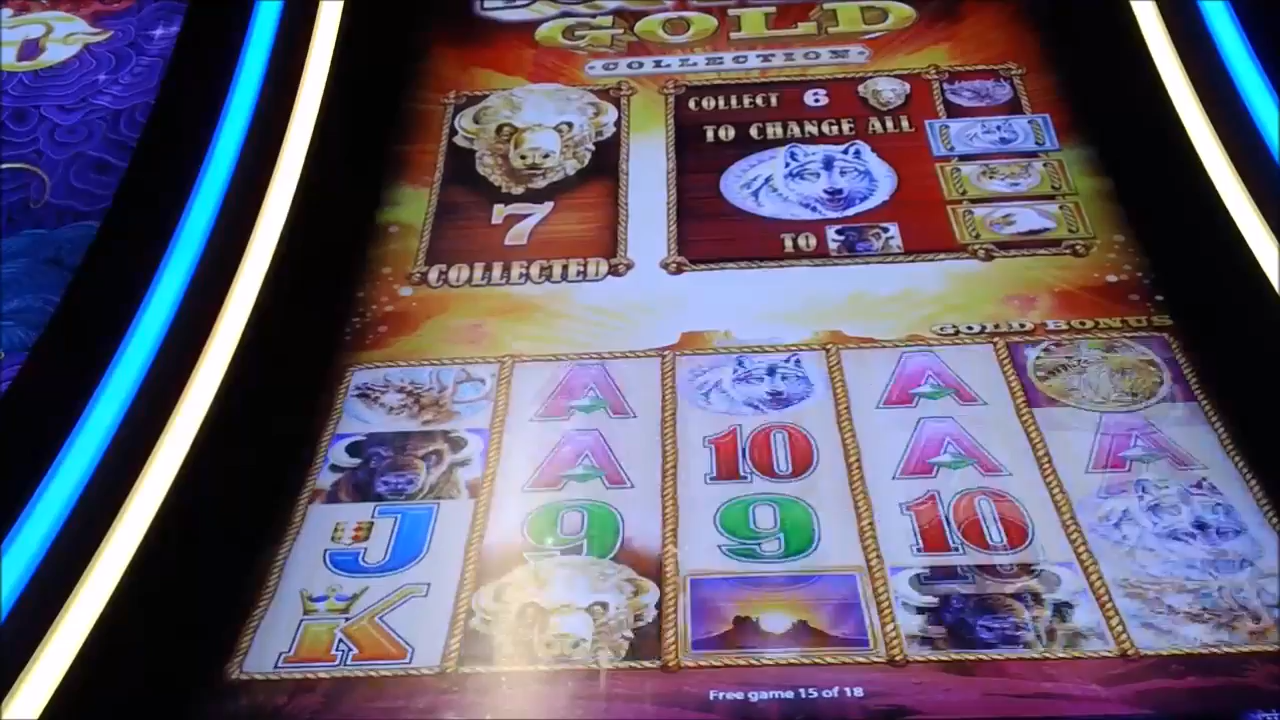 GOLD
COLLECTION
COLLECT 6
TO CHANGE ALL
TO
7
COLLECTED
GOLD BONUS
A A
A
10 A
J 9 9 10
K
Free game 15 of 18